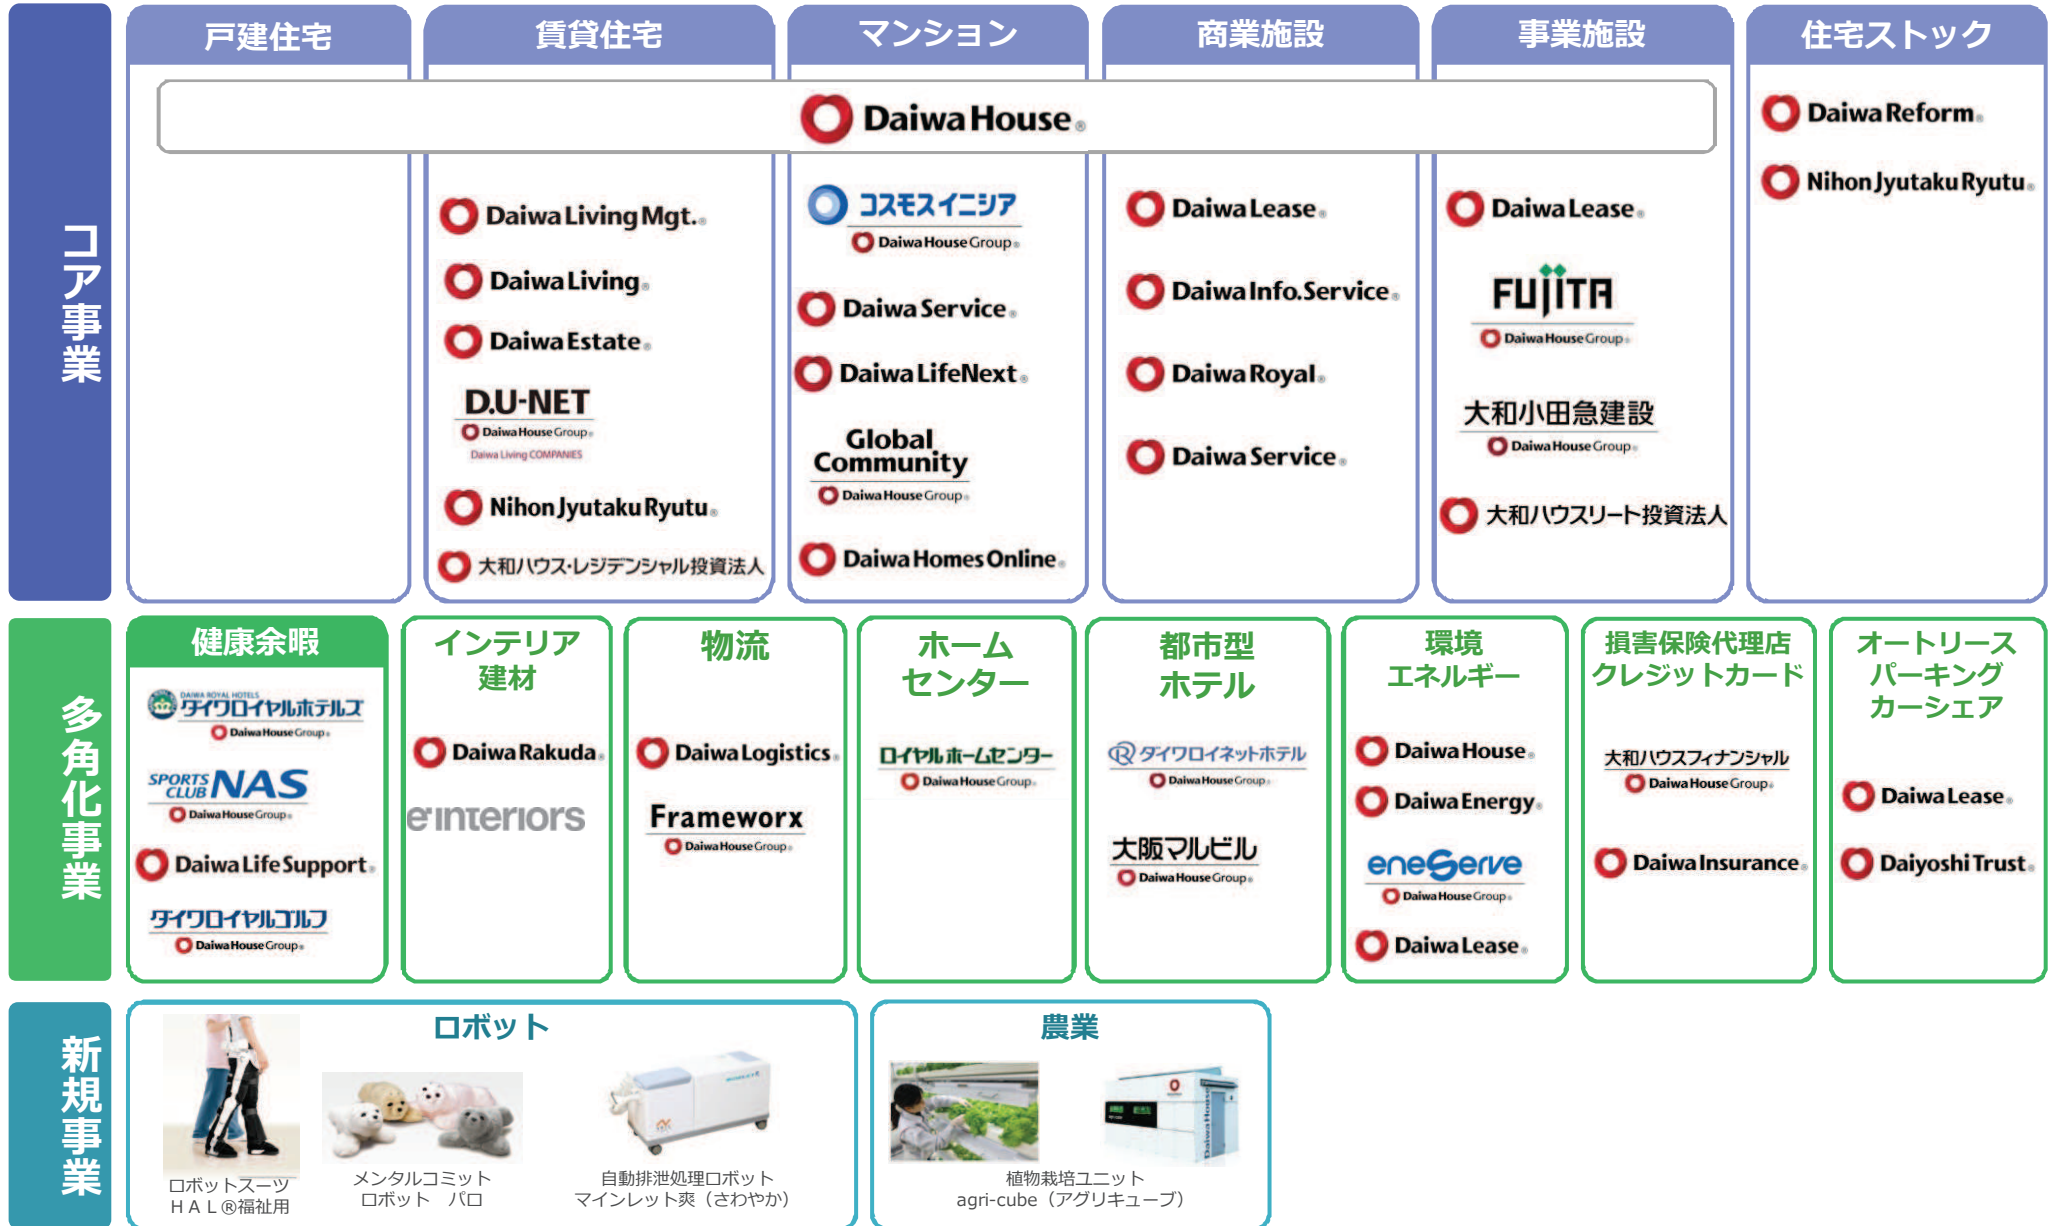 コア事業
戸建住宅
賃貸住宅
マンション
商業施設
事業施設
住宅ストック
Daiwa House®
Daiwa Living Mgt.®
Daiwa Living®
Daiwa Estate®
D.U-NET
Daiwa House Group®
Daiwa Living COMPANIES
Nihon Jyutaku Ryutu®
大和ハウス・レジデンシャル投資法人
コスモスイニシア
Daiwa House Group®
Daiwa Service®
Daiwa LifeNext®
Global
Community
Daiwa House Group®
Daiwa Homes Online®
Daiwa Lease®
Daiwa Info.Service®
Daiwa Royal®
Daiwa Service®
Daiwa Lease®
FUJITA
Daiwa House Group®
大和小田急建設
Daiwa House Group®
大和ハウスリート投資法人
Daiwa Reform®
Nihon Jyutaku Ryutu®
多角化事業
健康余暇
DAIWA ROYAL HOTELS
ダイワロイヤルホテルズ
Daiwa House Group®
SPORTS
CLUB NAS
Daiwa House Group®
Daiwa Life Support®
ダイワロイヤルゴルフ
Daiwa House Group®
インテリア
建材
Daiwa Rakuda®
e'interiors
物流
Daiwa Logistics®
Frameworx
Daiwa House Group®
ホーム
センター
ロイヤルホームセンター
Daiwa House Group®
都市型
ホテル
ダイワロイネットホテル
Daiwa House Group®
大阪マルビル
Daiwa House Group®
環境
エネルギー
Daiwa House®
Daiwa Energy®
eneServe
Daiwa House Group®
Daiwa Lease®
損害保険代理店
クレジットカード
大和ハウスフィナンシャル
Daiwa House Group®
Daiwa Insurance®
オートリース
パーキング
カーシェア
Daiwa Lease®
Daiyoshi Trust®
新規事業
ロボット
ロボットスーツ
ＨＡＬ®福祉用
メンタルコミット
ロボット　パロ
自動排泄処理ロボット
マインレット爽（さわやか）
農業
DaiwaHouse
植物栽培ユニット
agri-cube（アグリキューブ）